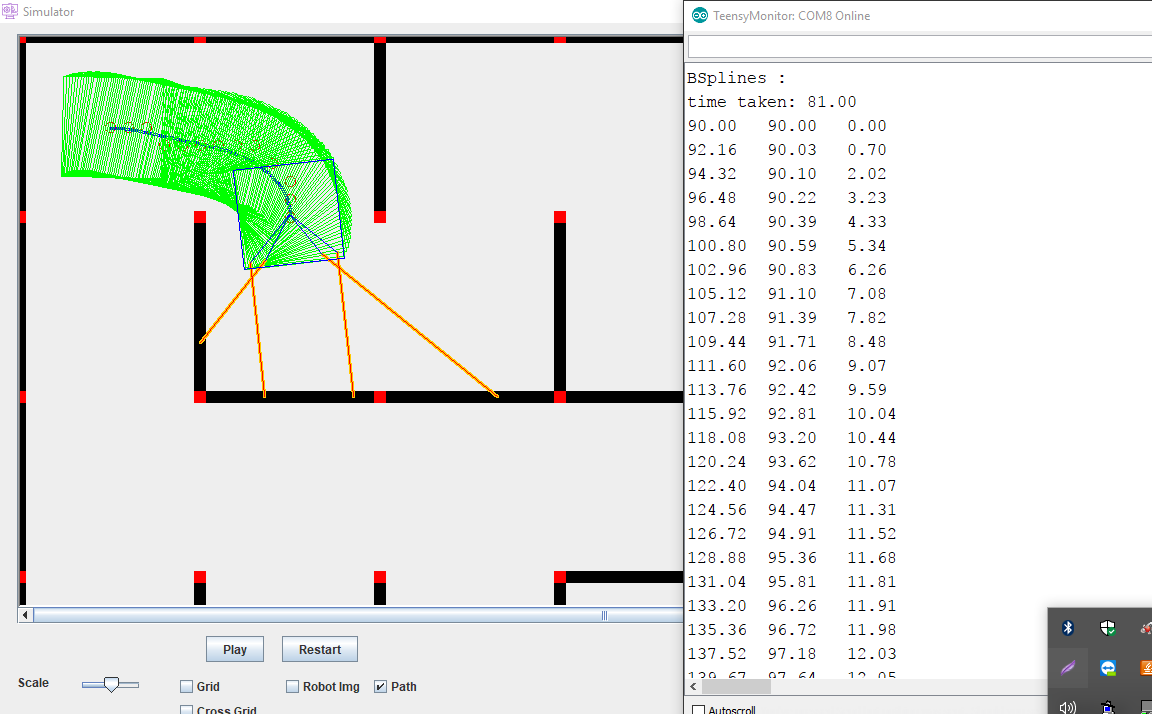 Simulator
TeensyMonitor: COM8 Online
BSplines :
time taken: 81.00
90.00 90.00 0.00
92.16 90.03 0.70
94.32 90.10 2.02
96.48 90.22 3.23
98.64 90.39 4.33
100.80 90.59 5.34
102.96 90.83 6.26
105.12 91.10 7.08
107.28 91.39 7.82
109.44 91.71 8.48
111.60 92.06 9.07
113.76 92.42 9.59
115.92 92.81 10.04
118.08 93.20 10.44
120.24 93.62 10.78
122.40 94.04 11.07
124.56 94.47 11.31
126.72 94.91 11.52
128.88 95.36 11.68
131.04 95.81 11.81
133.20 96.26 11.91
135.36 96.72 11.98
137.52 97.18 12.03
139.67 97.64 12.05
Autoscroll
Play Restart
Scale
Grid Robot Img Path
Cross Grid